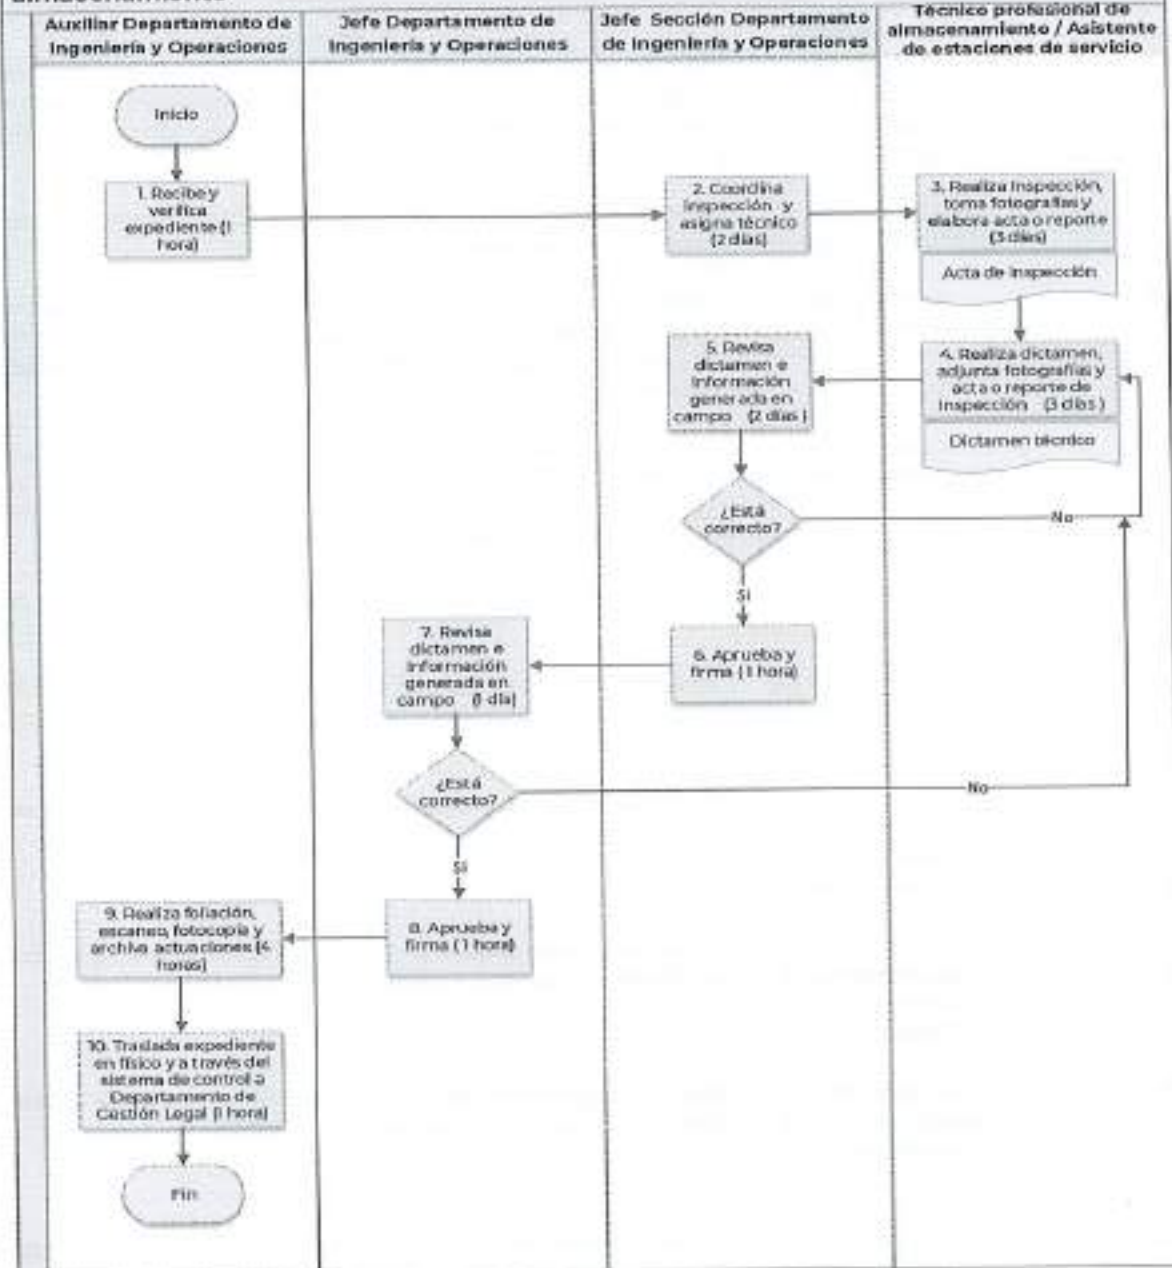 Auxiliar Departamento de
Ingeniería y Operaciones
Jefe Departamento de
Ingeniería y Operaciones
Jefe Sección Departamento
de Ingeniería y Operaciones
Técnico profesional de
almacenamiento / Asistente
de estaciones de servicio
Inicio
1. Recibe y
verifica
expediente (1
hora)
2. Coordina
inspección y
asigna técnico
(2 días)
3. Realiza Inspección,
toma fotografías y
elabora acta o reporte
(3 días)
Acta de Inspección
4. Realiza dictamen,
adjunta fotografías y
acta o reporte de
Inspección (3 días)
Dictamen técnico
5. Revisa
dictamen e
información
generada en
campo (2 días)
¿Está
correcto?
No
Si
6. Aprueba y
firma (1 hora)
7. Revisa
dictamen e
información
generada en
campo (1 día)
¿Está
correcto?
No
Si
8. Aprueba y
firma (1 hora)
9. Realiza foliación,
escaneo, fotocopia y
archiva actuaciones (4
horas)
10. Traslada expediente
en físico y a través del
sistema de control a
Departamento de
Gestión Legal (1 hora)
Fin